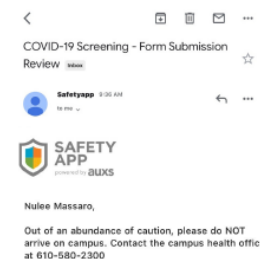 COVID-19 Screening - Form Submission
Review Inbox
Safetyapp 9:36 AM
to me
SAFETY
APP
powered by auxs
Nulee Massaro,
Out of an abundance of caution, please do NOT
arrive on campus. Contact the campus health offic
at 610-580-2300